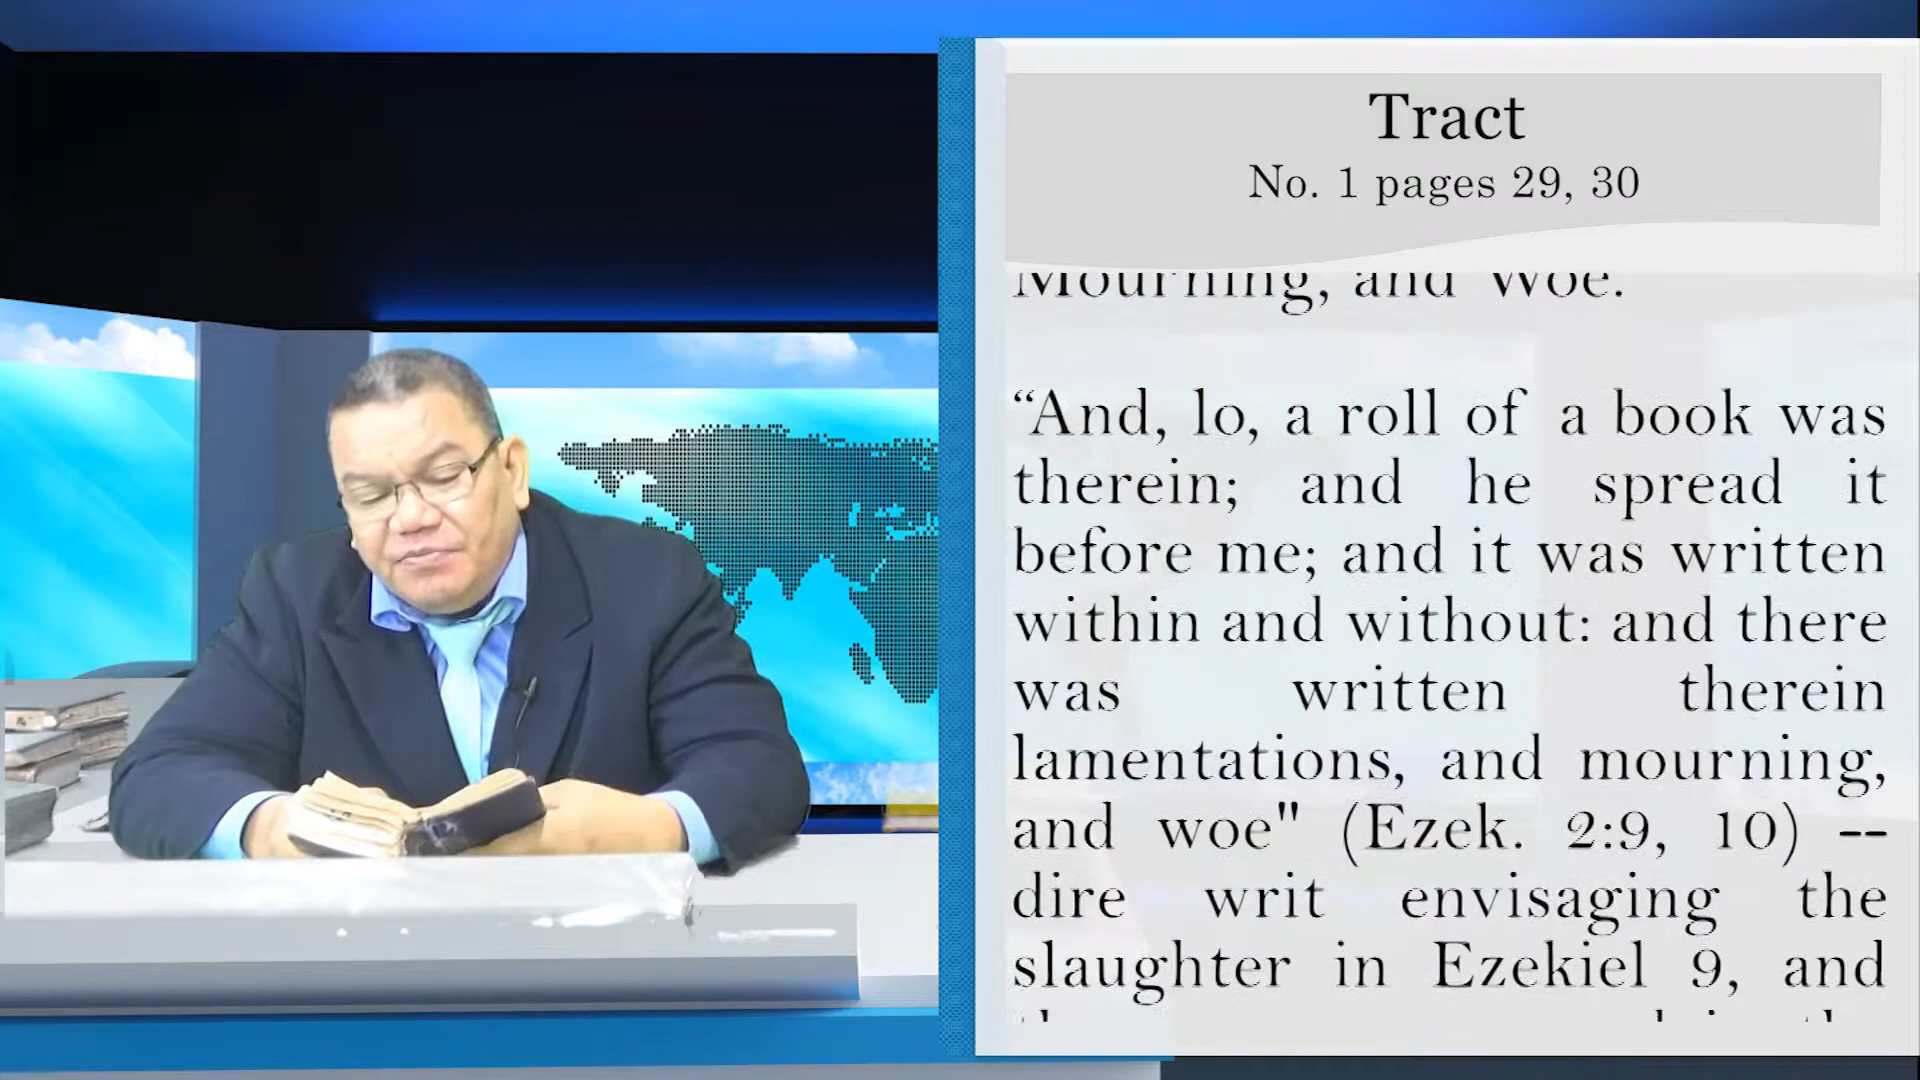 Tract
No. 1 pages 29, 30
Mourning, and Woe.
“And, lo, a roll of a book was
therein; and he spread it
before me; and it was written
within and without: and there
was written therein
lamentations, and mourning,
and woe" (Ezek. 2:9, 10) --
dire writ envisaging the
slaughter in Ezekiel 9, and